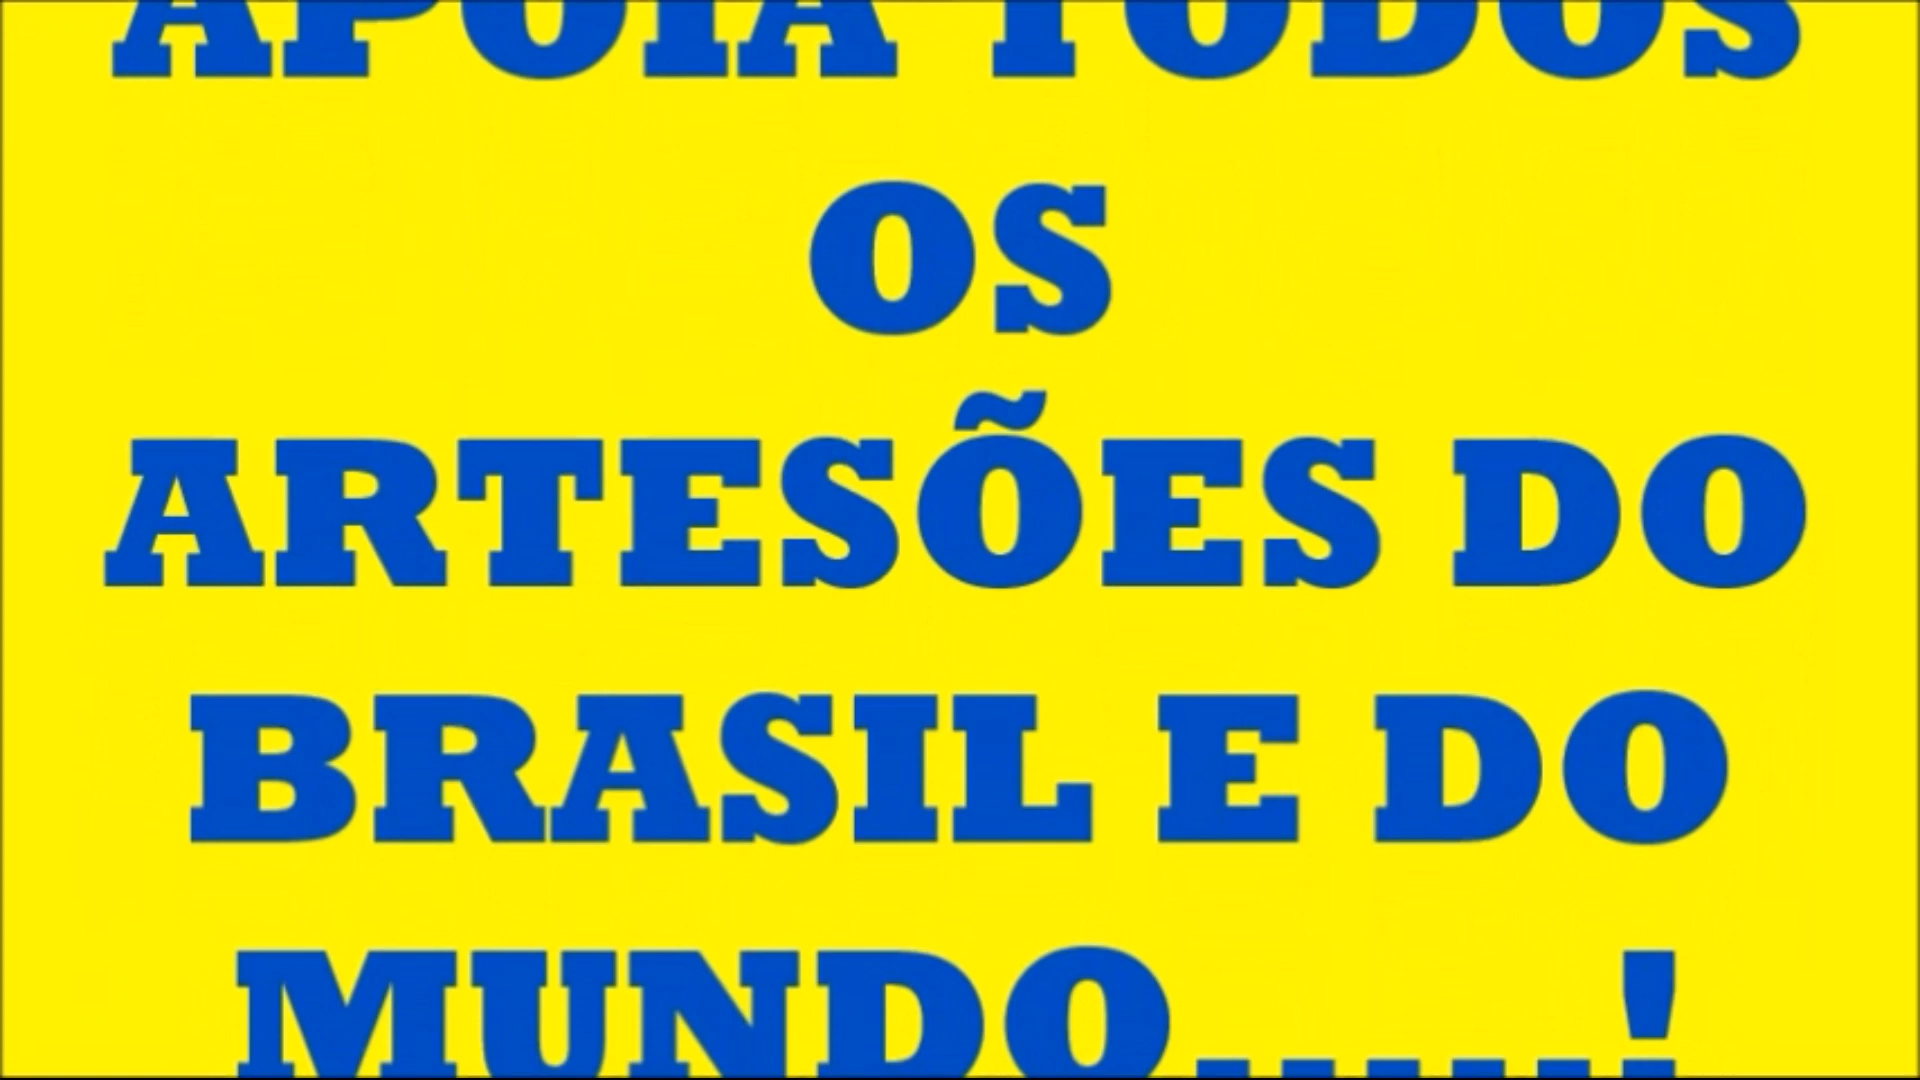 APOIA TODOS
OS
ARTESÕES DO
BRASIL E DO
MUNDO......!